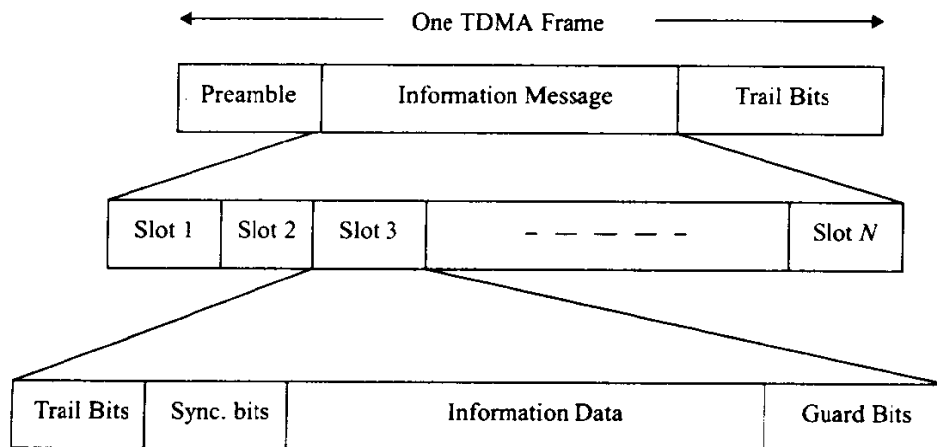 One TDMA Frame
Preamble Information Message Trail Bits
Slot 1 Slot 2 Slot 3 – – – – – Slot N
Trail Bits Sync. bits Information Data Guard Bits